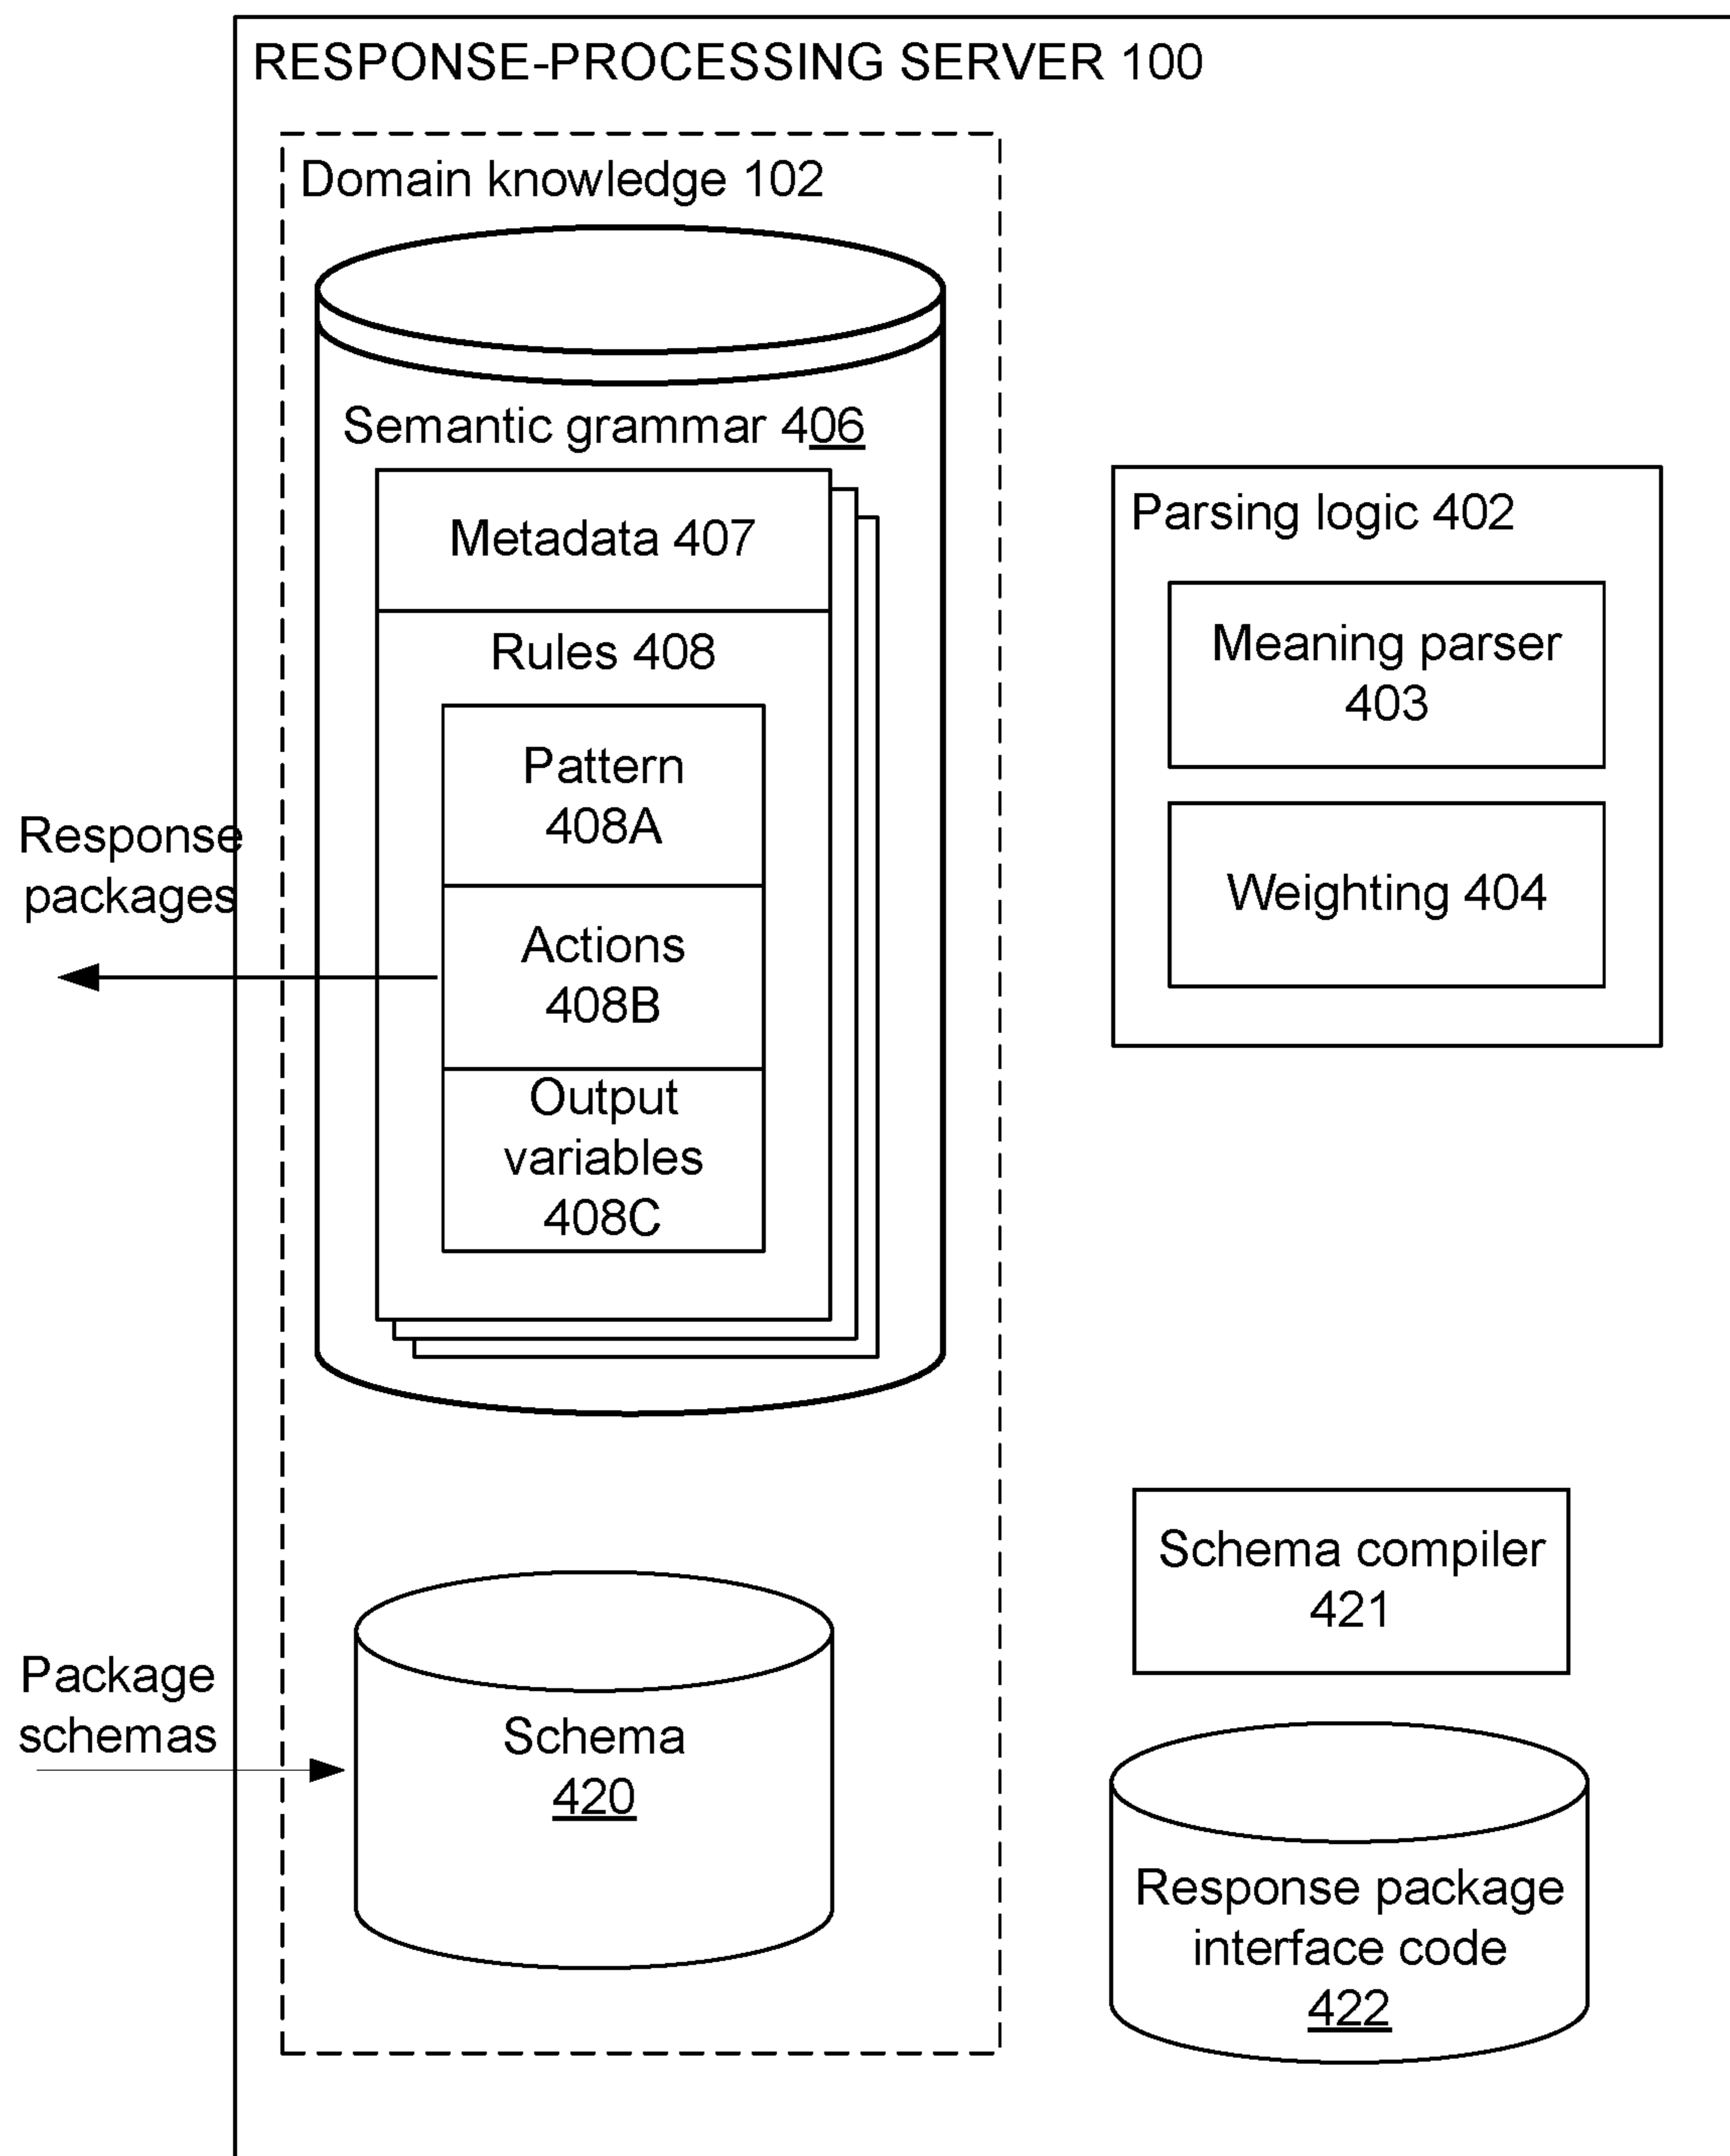 RESPONSE-PROCESSING SERVER 100
Domain knowledge 102
Semantic grammar 406
Metadata 407
Rules 408
Pattern
408A
Actions
408B
Output
variables
408C
Response
packages
Parsing logic 402
Meaning parser
403
Weighting 404
Package
schemas
Schema
420
Schema compiler
421
Response package
interface code
422